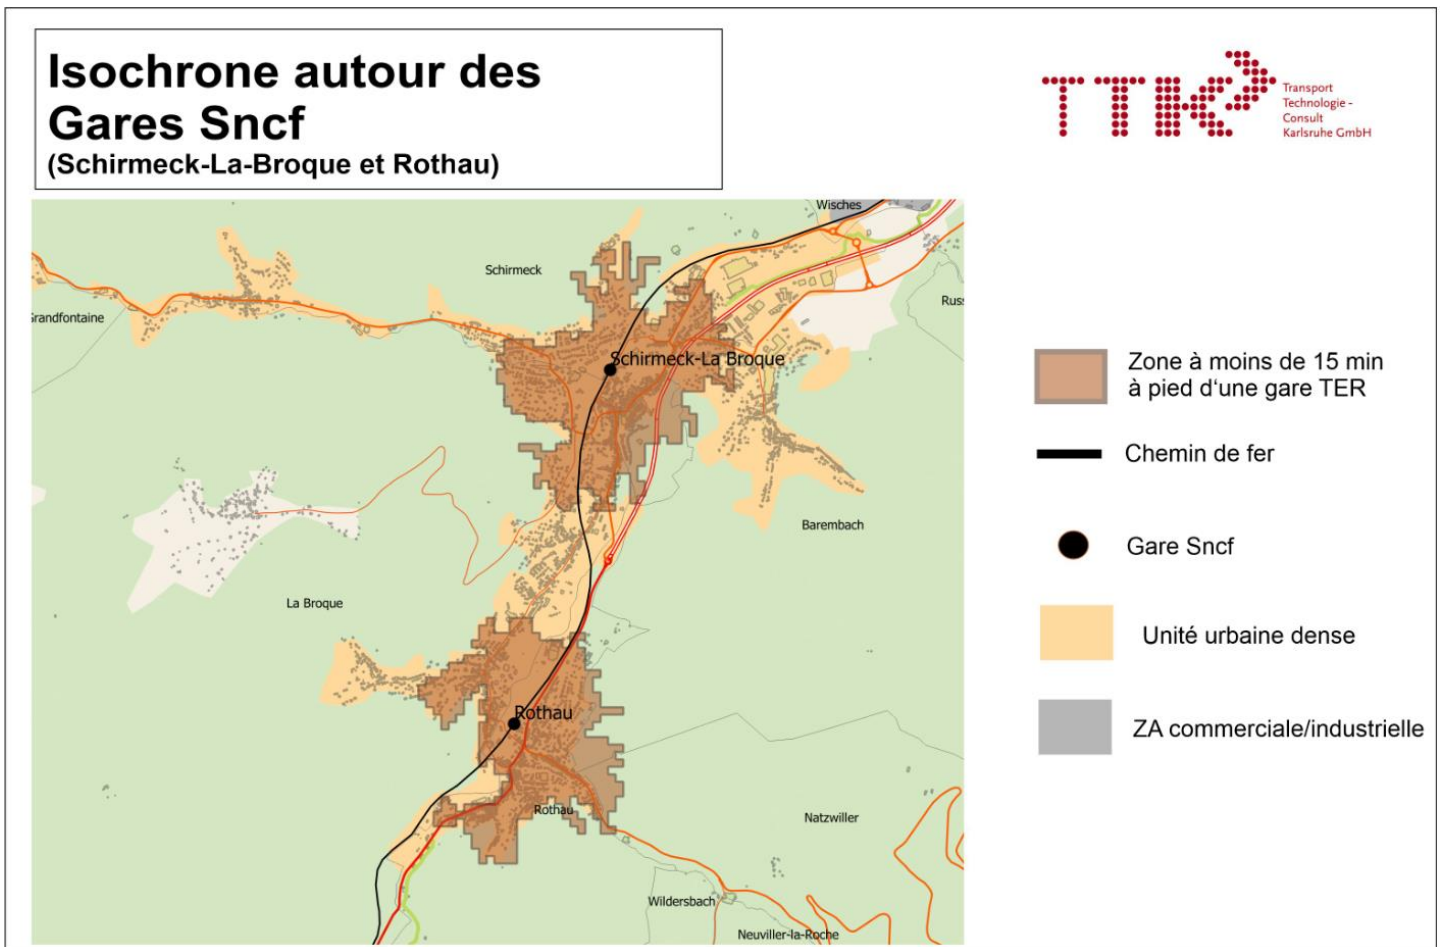 Isochrone autour des
Gares Sncf
(Schirmeck-La-Broque et Rothau)
TTK
Transport
Technologie -
Consult
Karlsruhe GmbH
Wisches
Schirmeck
Russ
Grandfontaine
Schirmeck-La Broque
Barembach
La Broque
Rothau
Rothau
Natzwiller
Wildersbach
Neuviller-la-Roche
Zone à moins de 15 min
à pied d‘une gare TER
Chemin de fer
Gare Sncf
Unité urbaine dense
ZA commerciale/industrielle